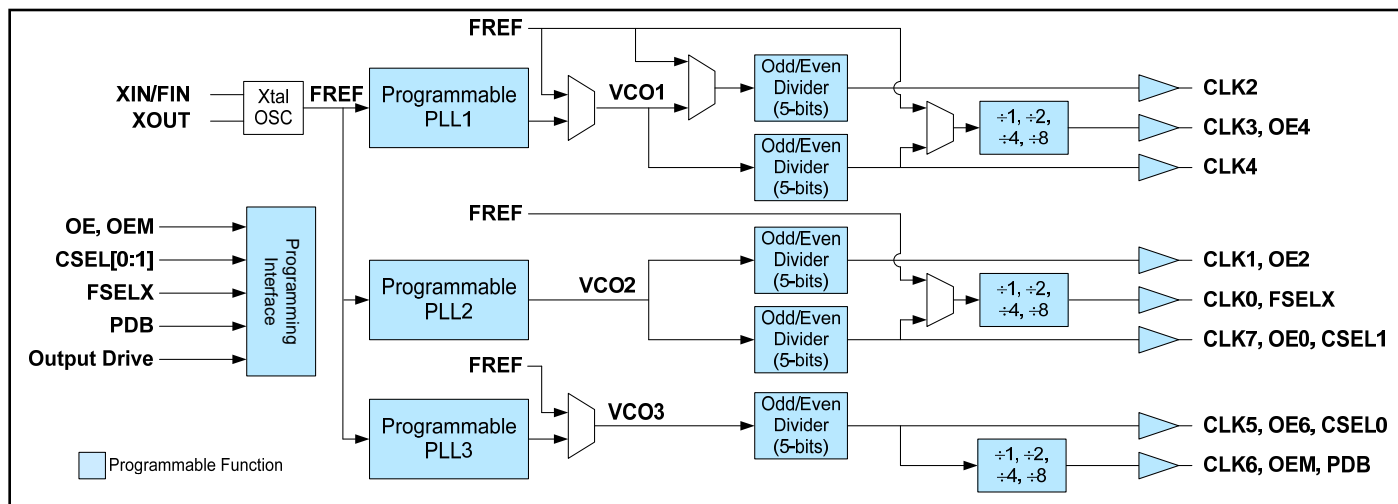 FREF
XIN/FIN
XOUT
Xtal
OSC
FREF
Programmable
PLL1
VCO1
Odd/Even
Divider
(5-bits)
Odd/Even
Divider
(5-bits)
÷1, ÷2,
÷4, ÷8
CLK2
CLK3, OE4
CLK4
OE, OEM
CSEL[0:1]
FSELX
PDB
Output Drive
Programming
Interface
FREF
Programmable
PLL2
VCO2
Odd/Even
Divider
(5-bits)
Odd/Even
Divider
(5-bits)
÷1, ÷2,
÷4, ÷8
CLK1, OE2
CLK0, FSELX
CLK7, OE0, CSEL1
FREF
Programmable
PLL3
VCO3
Odd/Even
Divider
(5-bits)
÷1, ÷2,
÷4, ÷8
CLK5, OE6, CSEL0
CLK6, OEM, PDB
Programmable Function